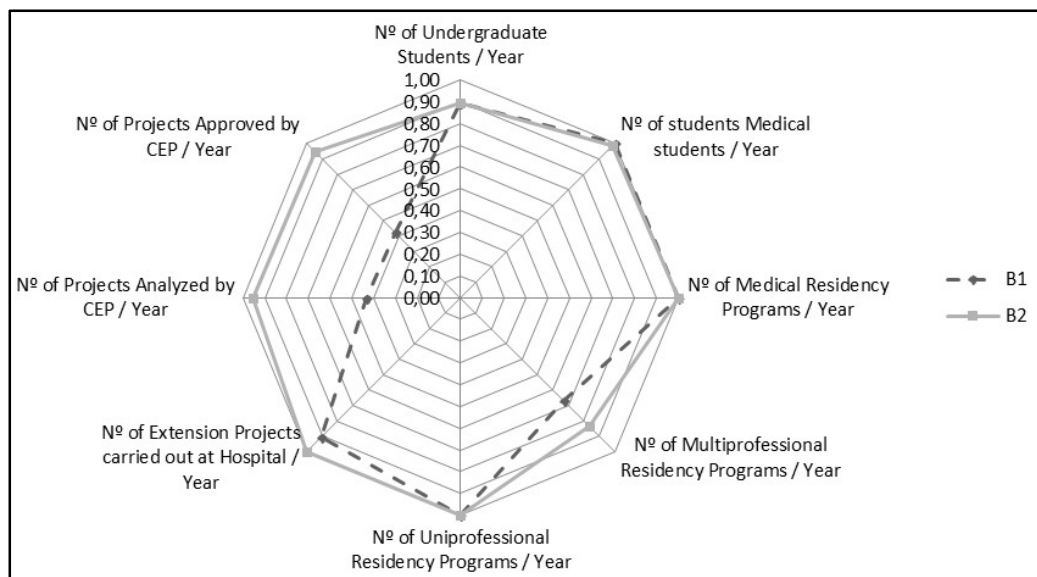 Nº of Undergraduate
Students / Year
1,00
0,90
0,80
0,70
0,60
0,50
0,40
0,30
0,20
0,10
0,00
Nº of students Medical
students / Year
Nº of Medical Residency
Programs / Year
Nº of Multiprofessional
Residency Programs / Year
Nº of Uniprofessional
Residency Programs / Year
Nº of Extension Projects
carried out at Hospital /
Year
Nº of Projects Analyzed by
CEP / Year
Nº of Projects Approved by
CEP / Year
B1
B2